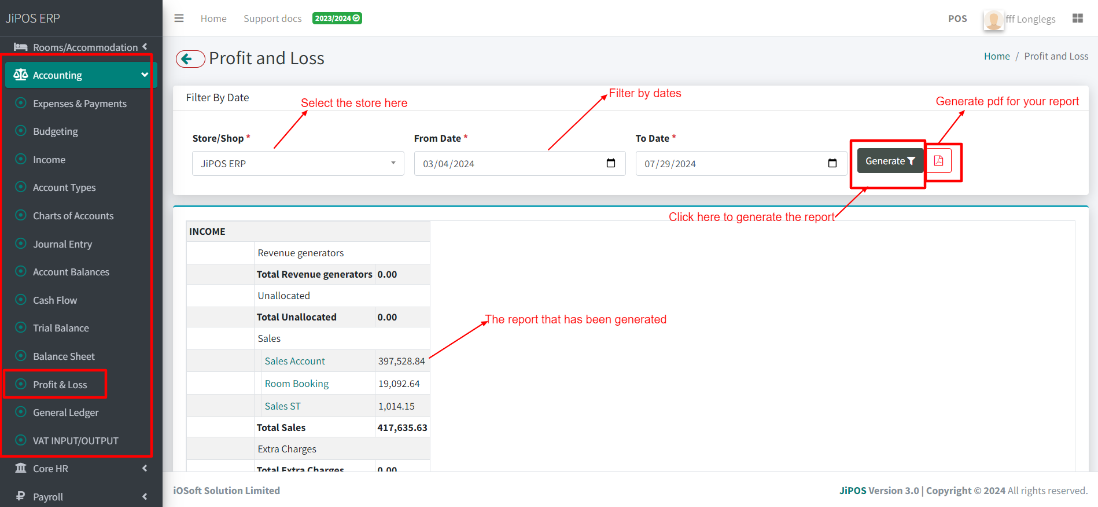 JiPOS ERP
Home Support docs 2023/2024
POS fff Longlegs
Rooms/Accommodation
Accounting
Expenses & Payments
Budgeting
Income
Account Types
Charts of Accounts
Journal Entry
Account Balances
Cash Flow
Trial Balance
Balance Sheet
Profit & Loss
General Ledger
VAT INPUT/OUTPUT
Core HR
Payroll
Profit and Loss
Home / Profit and Loss
Filter By Date
Select the store here
Filter by dates
Generate pdf for your report
Store/Shop * From Date * To Date *
JiPOS ERP 03/04/2024 07/29/2024 Generate
Click here to generate the report
INCOME
Revenue generators
Total Revenue generators 0.00
Unallocated
Total Unallocated 0.00
The report that has been generated
Sales
Sales Account 397,528.84
Room Booking 19,092.64
Sales ST 1,014.15
Total Sales 417,635.63
Extra Charges
Total Extra Charges 0.00
iOSoft Solution Limited
JiPOS Version 3.0 | Copyright © 2024 All rights reserved.